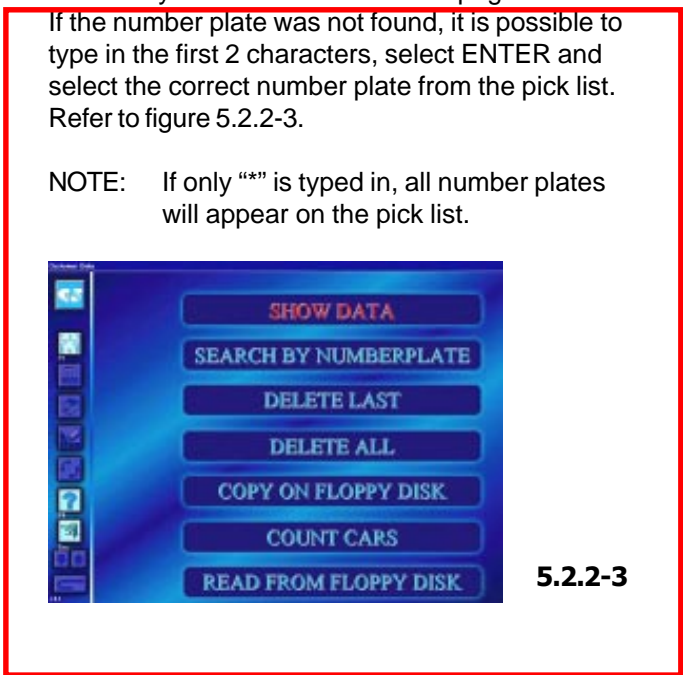 If the number plate was not found, it is possible to
type in the first 2 characters, select ENTER and
select the correct number plate from the pick list.
Refer to figure 5.2.2-3.
NOTE: If only “*” is typed in, all number plates
will appear on the pick list.
SHOW DATA
SEARCH BY NUMBERPLATE
DELETE LAST
DELETE ALL
COPY ON FLOPPY DISK
COUNT CARS
READ FROM FLOPPY DISK
5.2.2-3